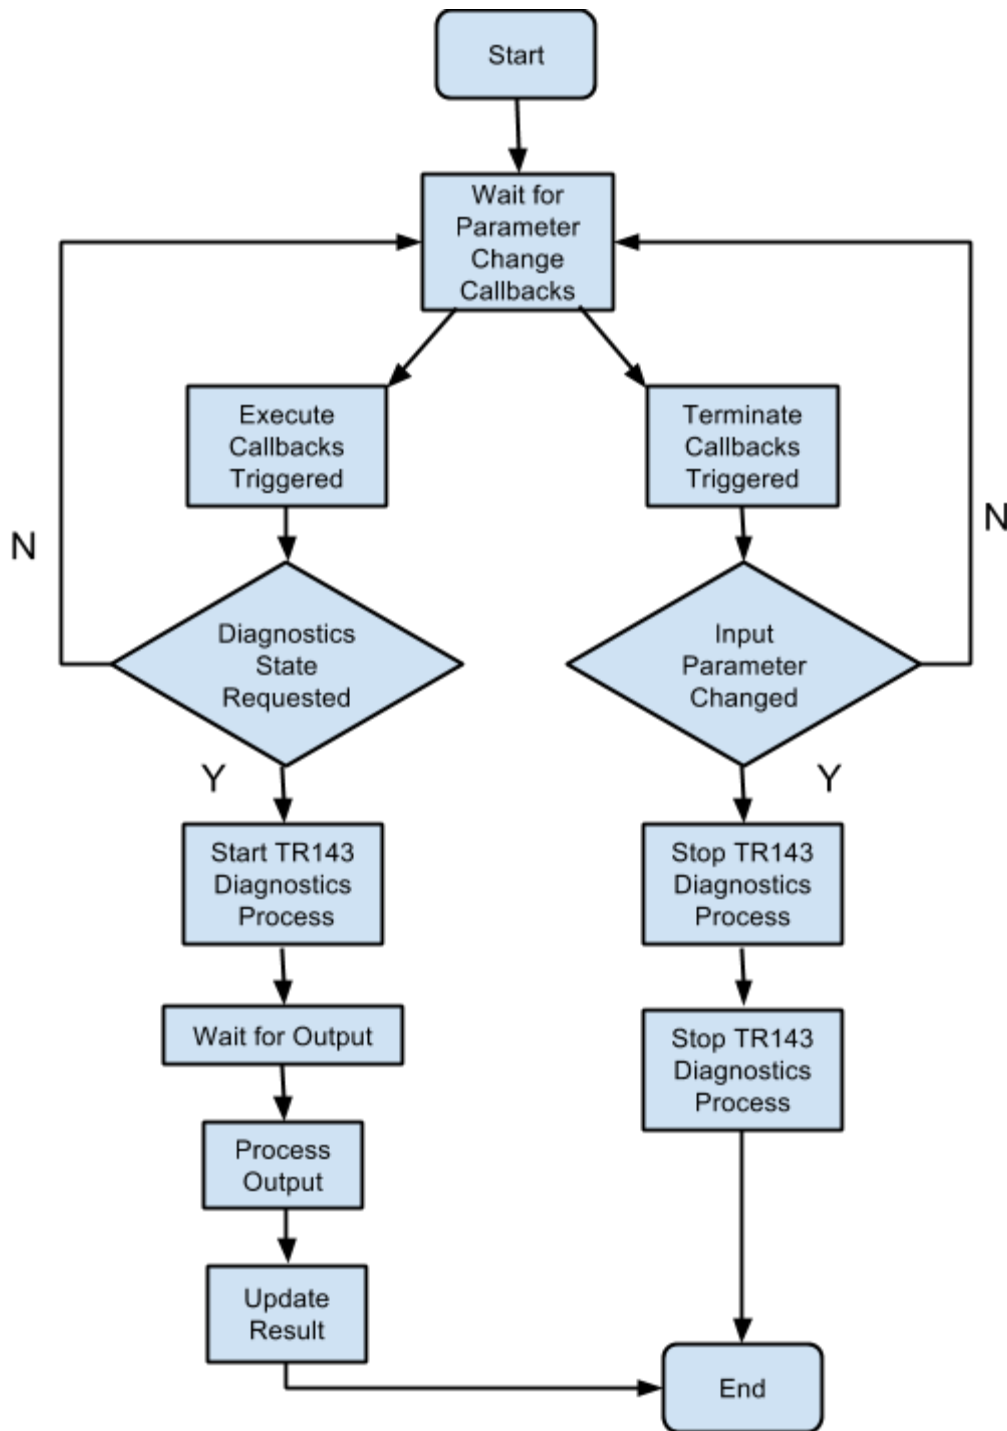 Start
Wait for
Parameter
Change
Callbacks
Execute
Callbacks
Triggered
Terminate
Callbacks
Triggered
N
N
Diagnostics
State
Requested
Input
Parameter
Changed
Y
Y
Start TR143
Diagnostics
Process
Stop TR143
Diagnostics
Process
Wait for Output
Stop TR143
Diagnostics
Process
Process
Output
Update
Result
End